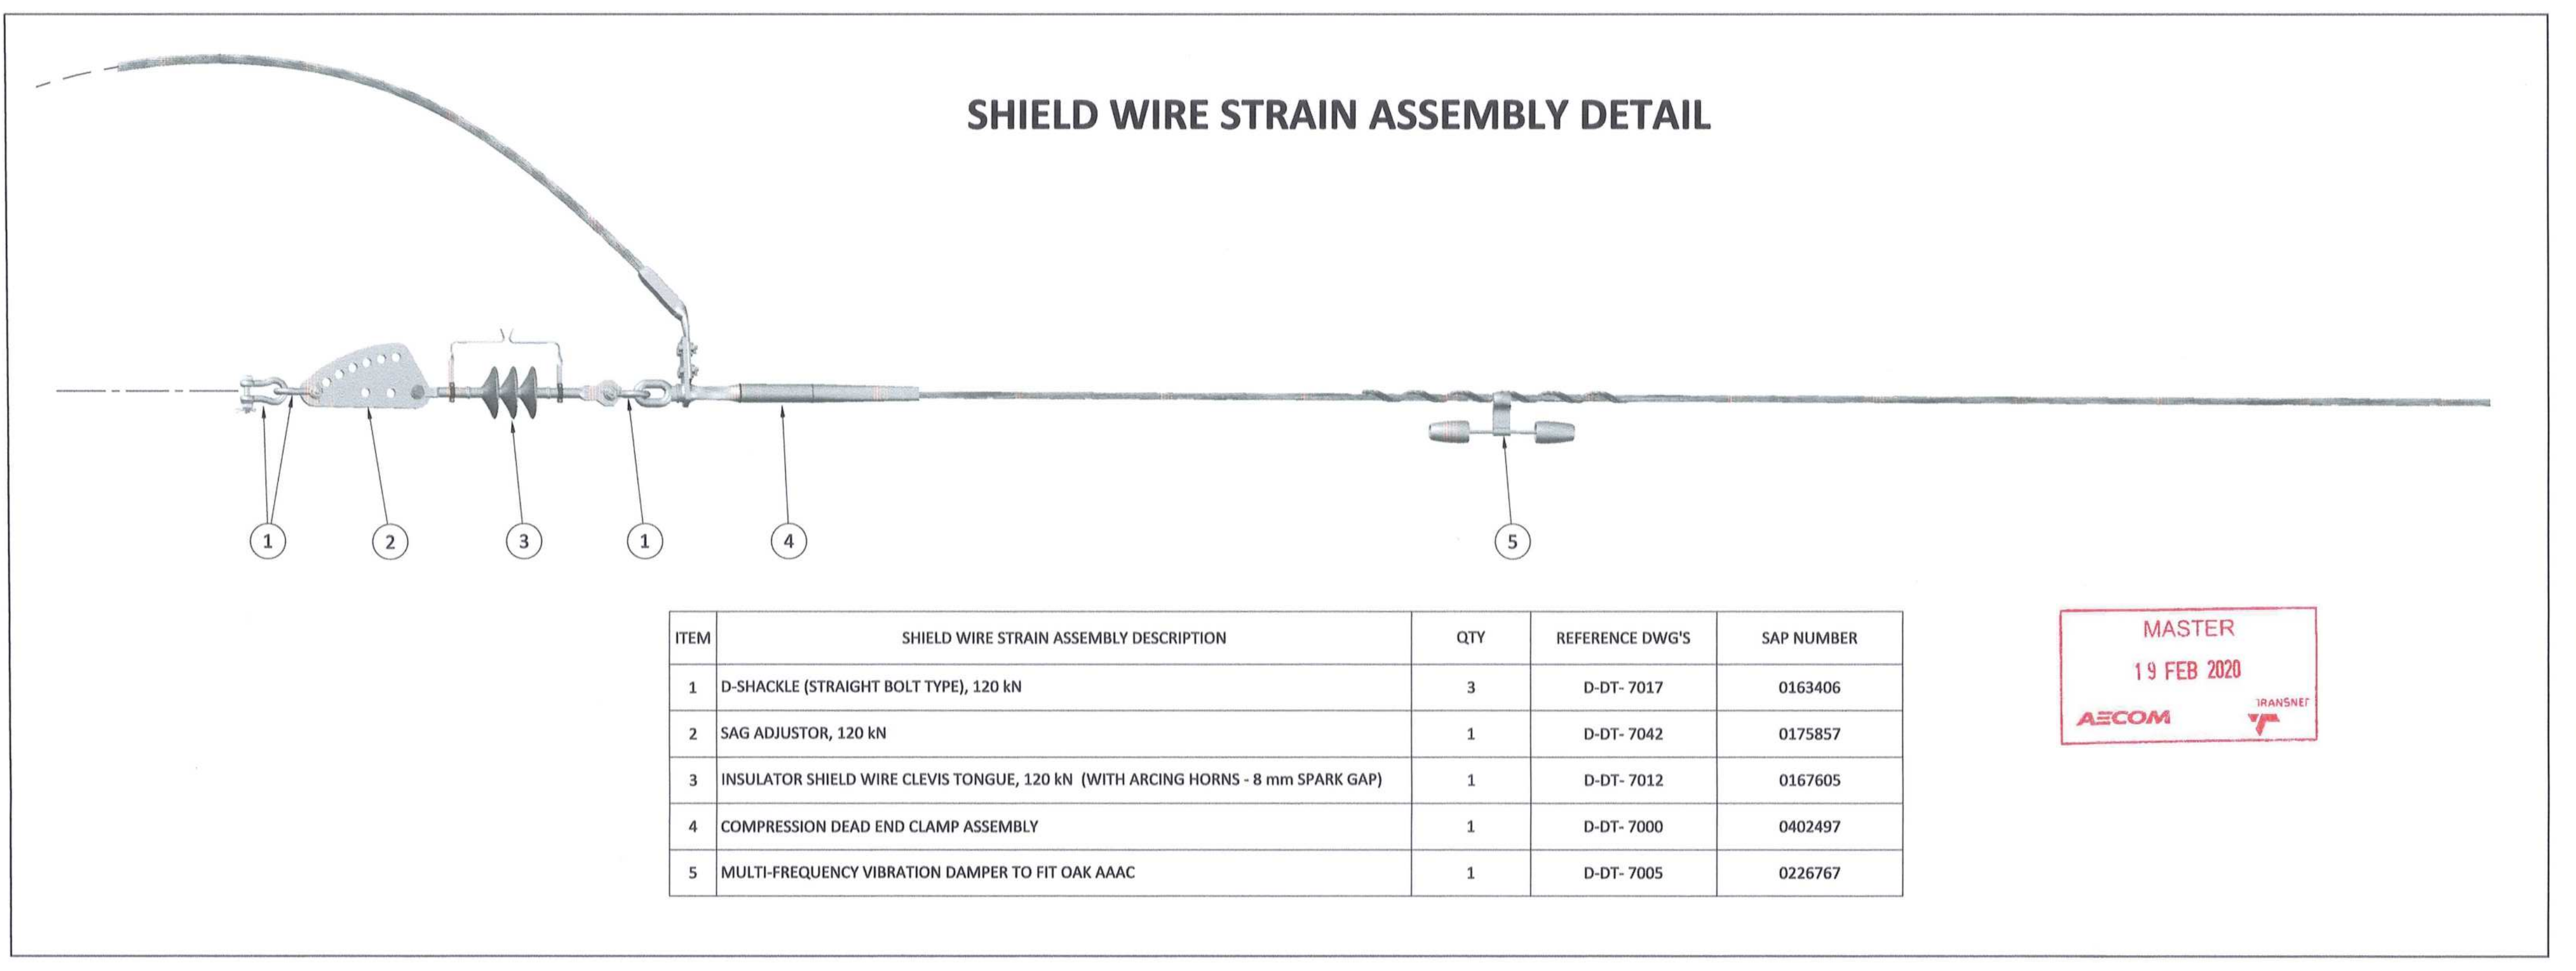 SHIELD WIRE STRAIN ASSEMBLY DETAIL
1 2 3 1 4 5
ITEM SHIELD WIRE STRAIN ASSEMBLY DESCRIPTION QTY REFERENCE DWG'S SAP NUMBER
1 D-SHACKLE (STRAIGHT BOLT TYPE), 120 kN 3 D-DT- 7017 0163406
2 SAG ADJUSTOR, 120 kN 1 D-DT- 7042 0175857
3 INSULATOR SHIELD WIRE CLEVIS TONGUE, 120 kN (WITH ARCING HORNS - 8 mm SPARK GAP) 1 D-DT- 7012 0167605
4 COMPRESSION DEAD END CLAMP ASSEMBLY 1 D-DT- 7000 0402497
5 MULTI-FREQUENCY VIBRATION DAMPER TO FIT OAK AAAC 1 D-DT- 7005 0226767
MASTER
19 FEB 2020
AECOM TRANSNET